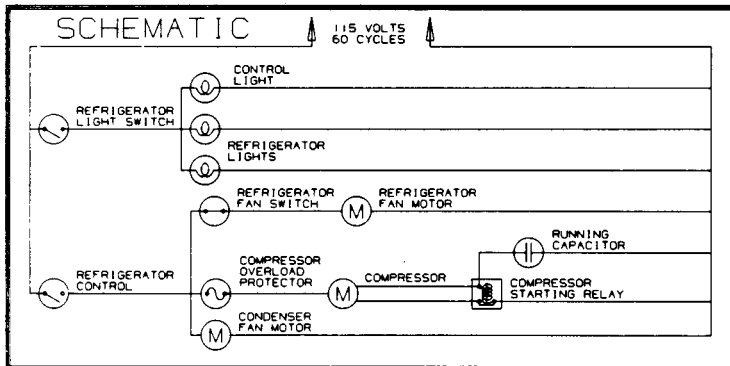 SCHEMATIC
115 VOLTS
60 CYCLES
CONTROL
LIGHT
REFRIGERATOR
LIGHT SWITCH
REFRIGERATOR
LIGHTS
REFRIGERATOR
FAN SWITCH
M
REFRIGERATOR
FAN MOTOR
RUNNING
CAPACITOR
REFRIGERATOR
CONTROL
COMPRESSOR
OVERLOAD
PROTECTOR
M
COMPRESSOR
COMPRESSOR
STARTING RELAY
M
CONDENSER
FAN MOTOR